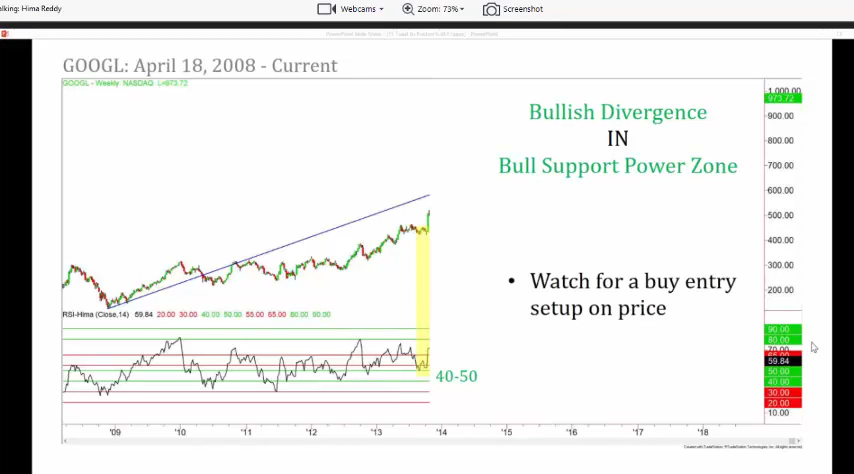 alking: Hima Reddy
Webcams
Zoom: 73%
Screenshot
GOOGL: April 18, 2008 - Current
GOOGL - Weekly NASDAQ L=973.72
1,000.00
973.72
900.00
800.00
700.00
600.00
500.00
400.00
300.00
200.00
Bullish Divergence
IN
Bull Support Power Zone
• Watch for a buy entry
setup on price
RSI-Hima (Close,14) 59.84 20.00 30.00 40.00 50.00 55.00 65.00 80.00 90.00
90.00
80.00
70.00
59.84
50.00
40.00
30.00
20.00
10.00
40-50
'09 '10 '11 '12 '13 '14 '15 '16 '17 '18